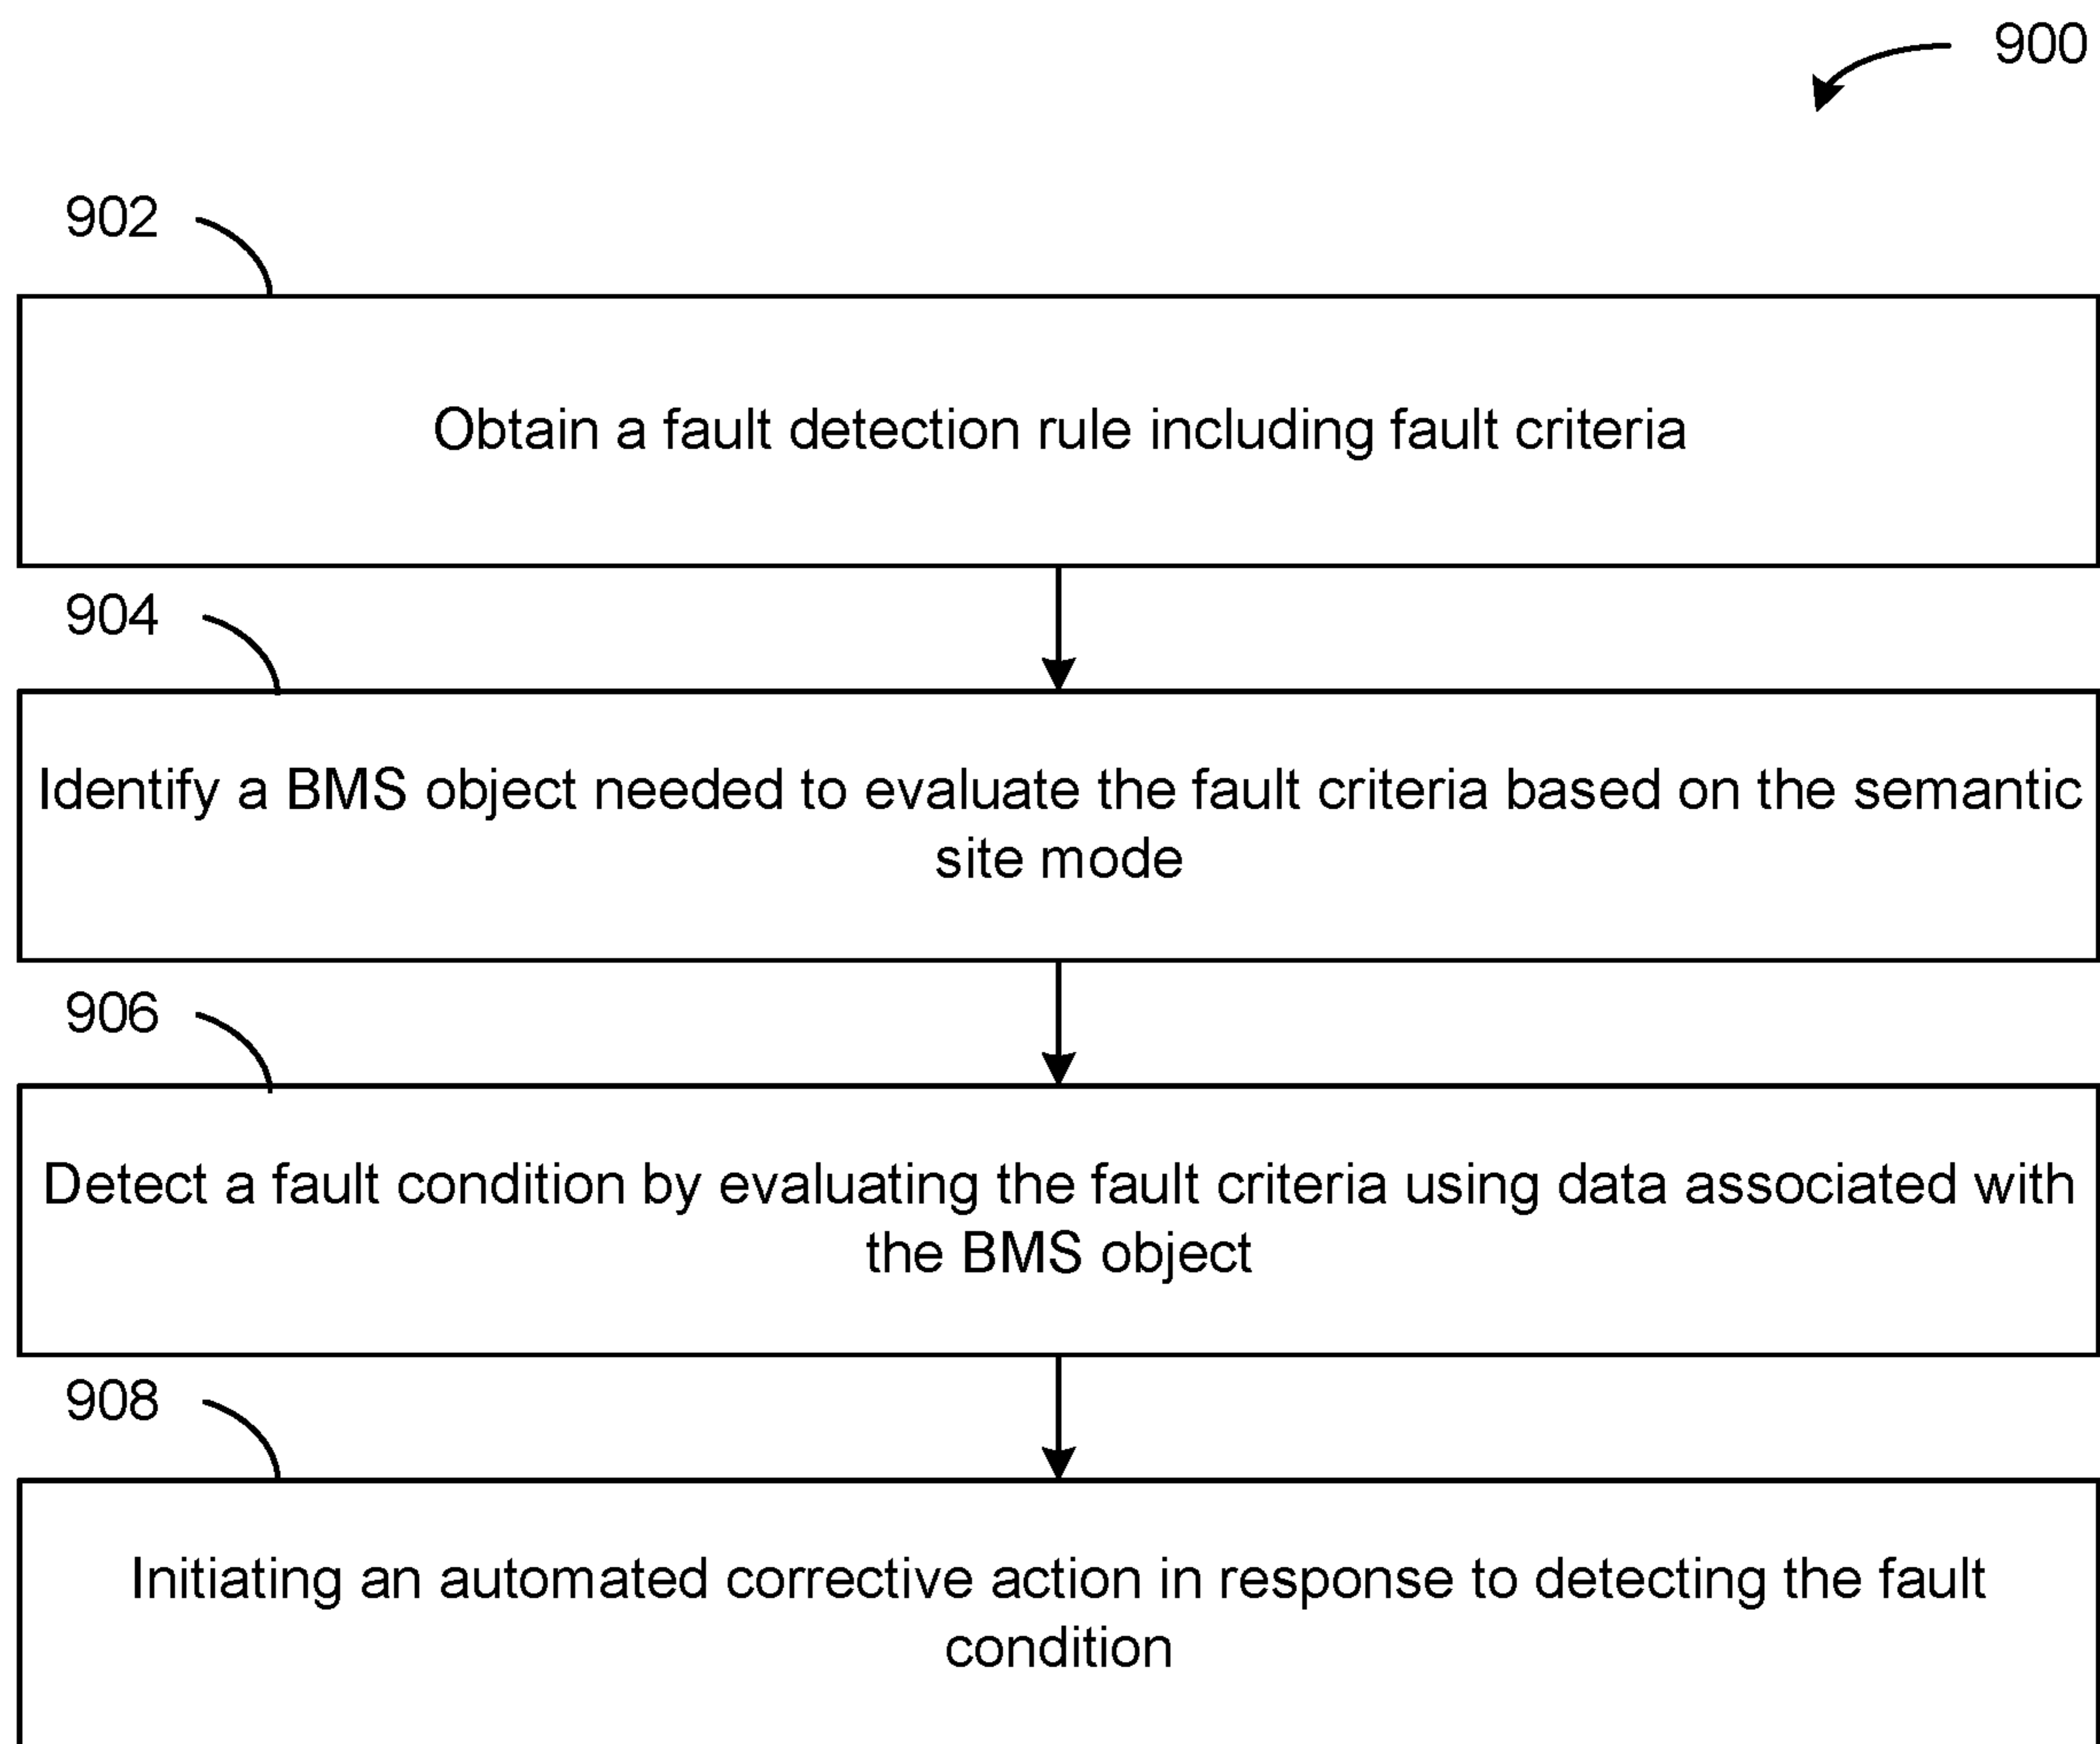 900
902
Obtain a fault detection rule including fault criteria
904
Identify a BMS object needed to evaluate the fault criteria based on the semantic
site mode
906
Detect a fault condition by evaluating the fault criteria using data associated with
the BMS object
908
Initiating an automated corrective action in response to detecting the fault
condition